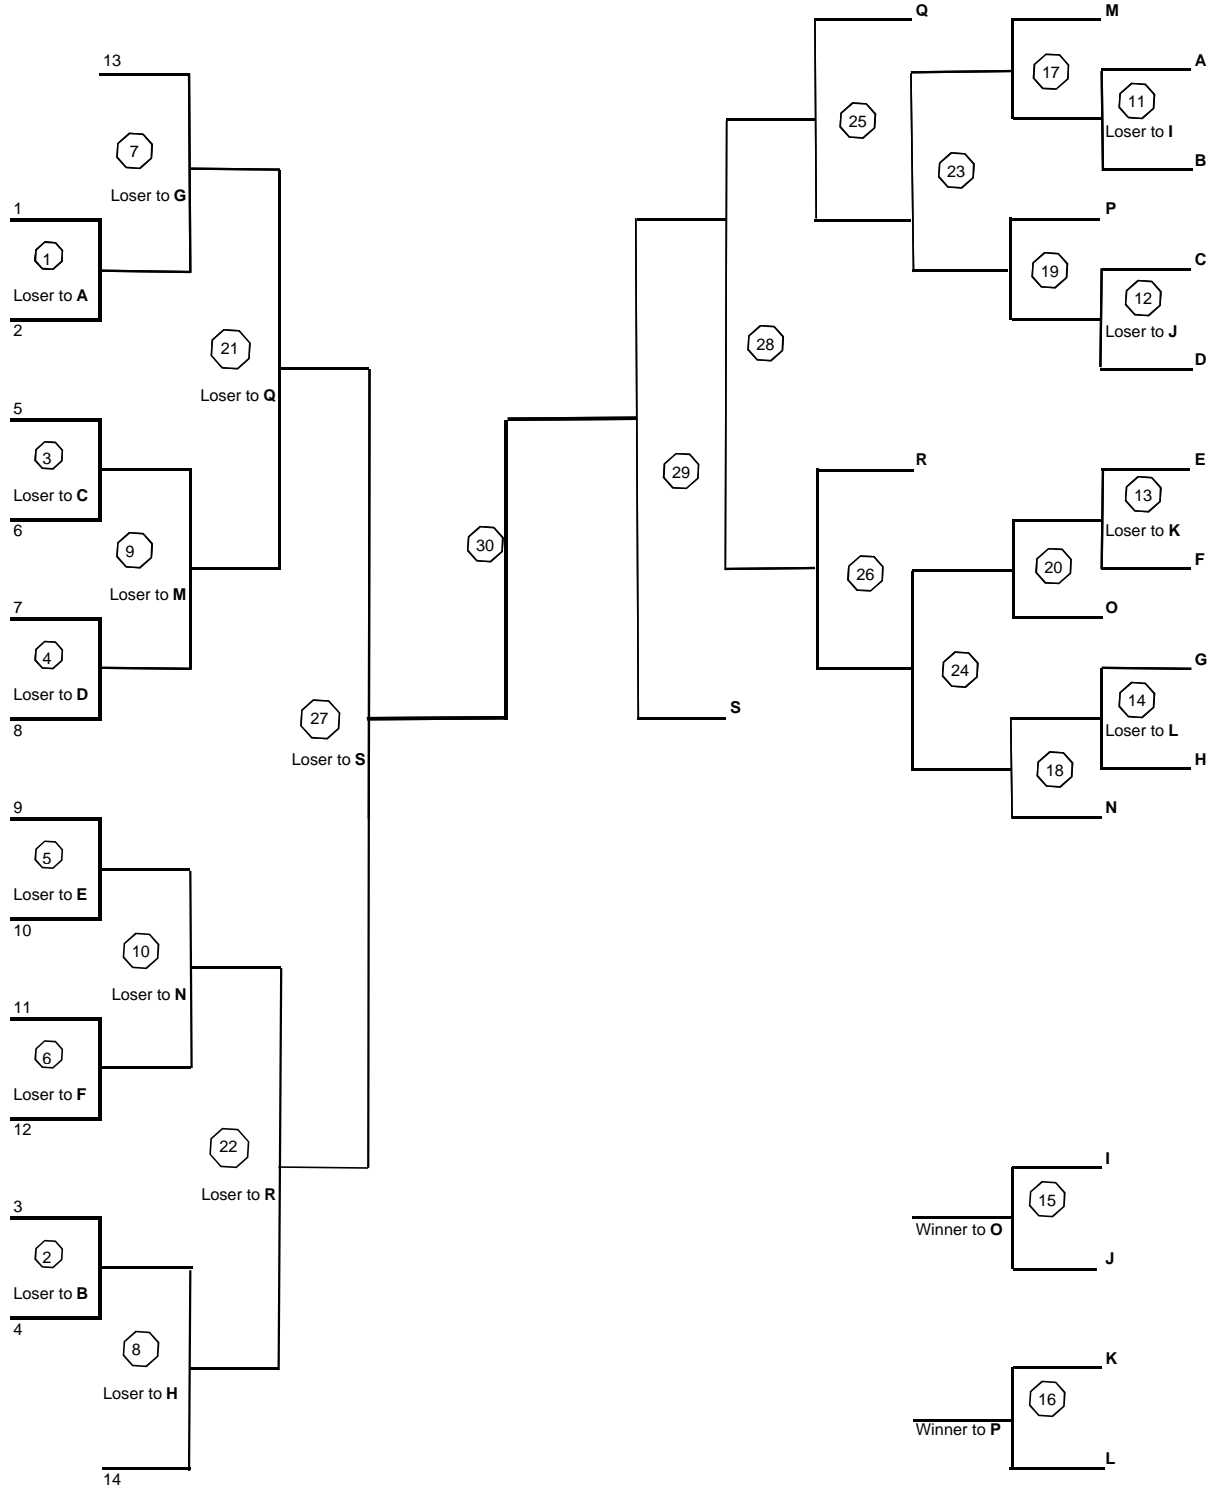 13
7
Loser to G
1
1
Loser to A
2
21
Loser to Q
5
3
Loser to C
6
9
Loser to M
7
4
Loser to D
8
27
Loser to S
9
5
Loser to E
10
10
Loser to N
11
6
Loser to F
12
22
Loser to R
3
2
Loser to B
4
8
Loser to H
14
30
29
28
25
Q
23
17
M
A
11
Loser to I
B
P
19
C
12
Loser to J
D
R
26
E
13
Loser to K
F
20
O
24
G
14
Loser to L
H
18
N
S
I
15
Winner to O
J
K
16
Winner to P
L